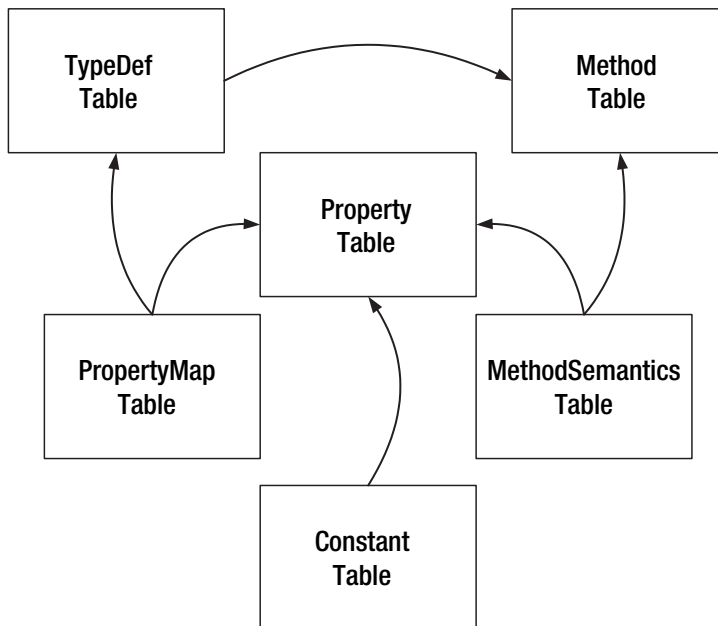 TypeDef
Table
Method
Table
Property
Table
PropertyMap
Table
MethodSemantics
Table
Constant
Table